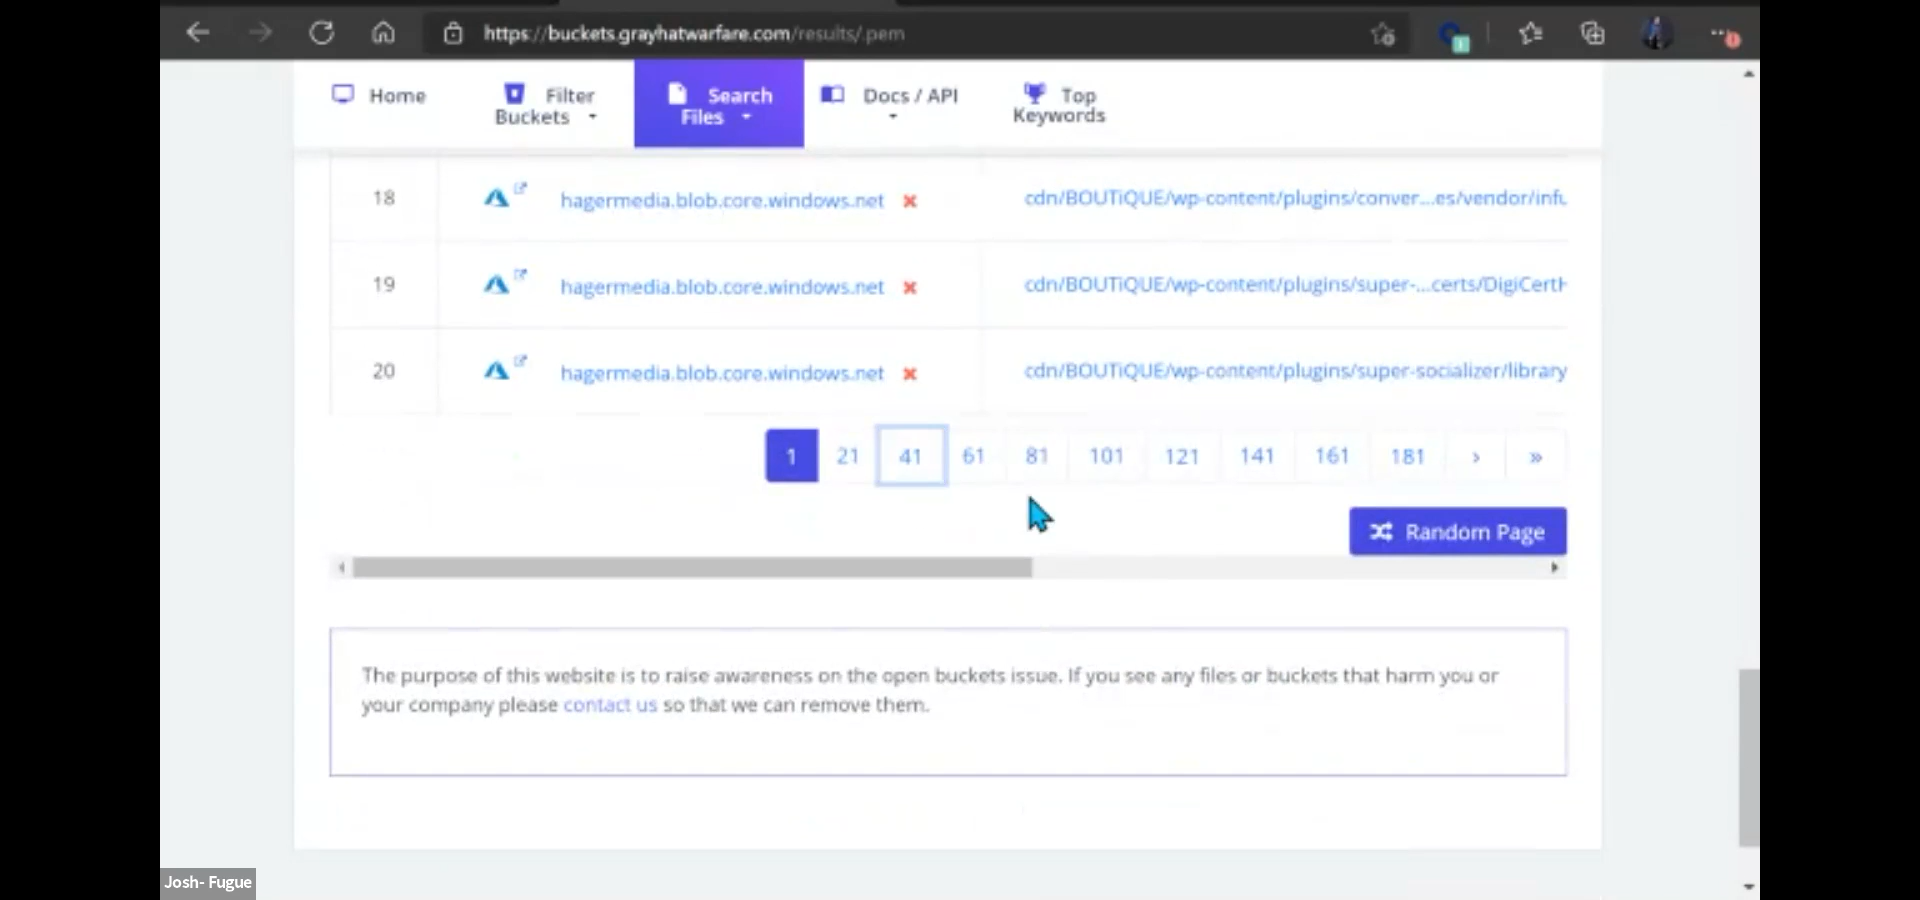 https://buckets.grayhatwarfare.com/results/.pem
Home
Filter Buckets
Search Files
Docs / API
Top Keywords
18 hagermedia.blob.core.windows.net cdn/BOUTiQUE/wp-content/plugins/conver...es/vendor/infu
19 hagermedia.blob.core.windows.net cdn/BOUTiQUE/wp-content/plugins/super-...certs/DigiCertH
20 hagermedia.blob.core.windows.net cdn/BOUTiQUE/wp-content/plugins/super-socializer/library
1 21 41 61 81 101 121 141 161 181 › »
Random Page
The purpose of this website is to raise awareness on the open buckets issue. If you see any files or buckets that harm you or
your company please contact us so that we can remove them.
Josh- Fugue